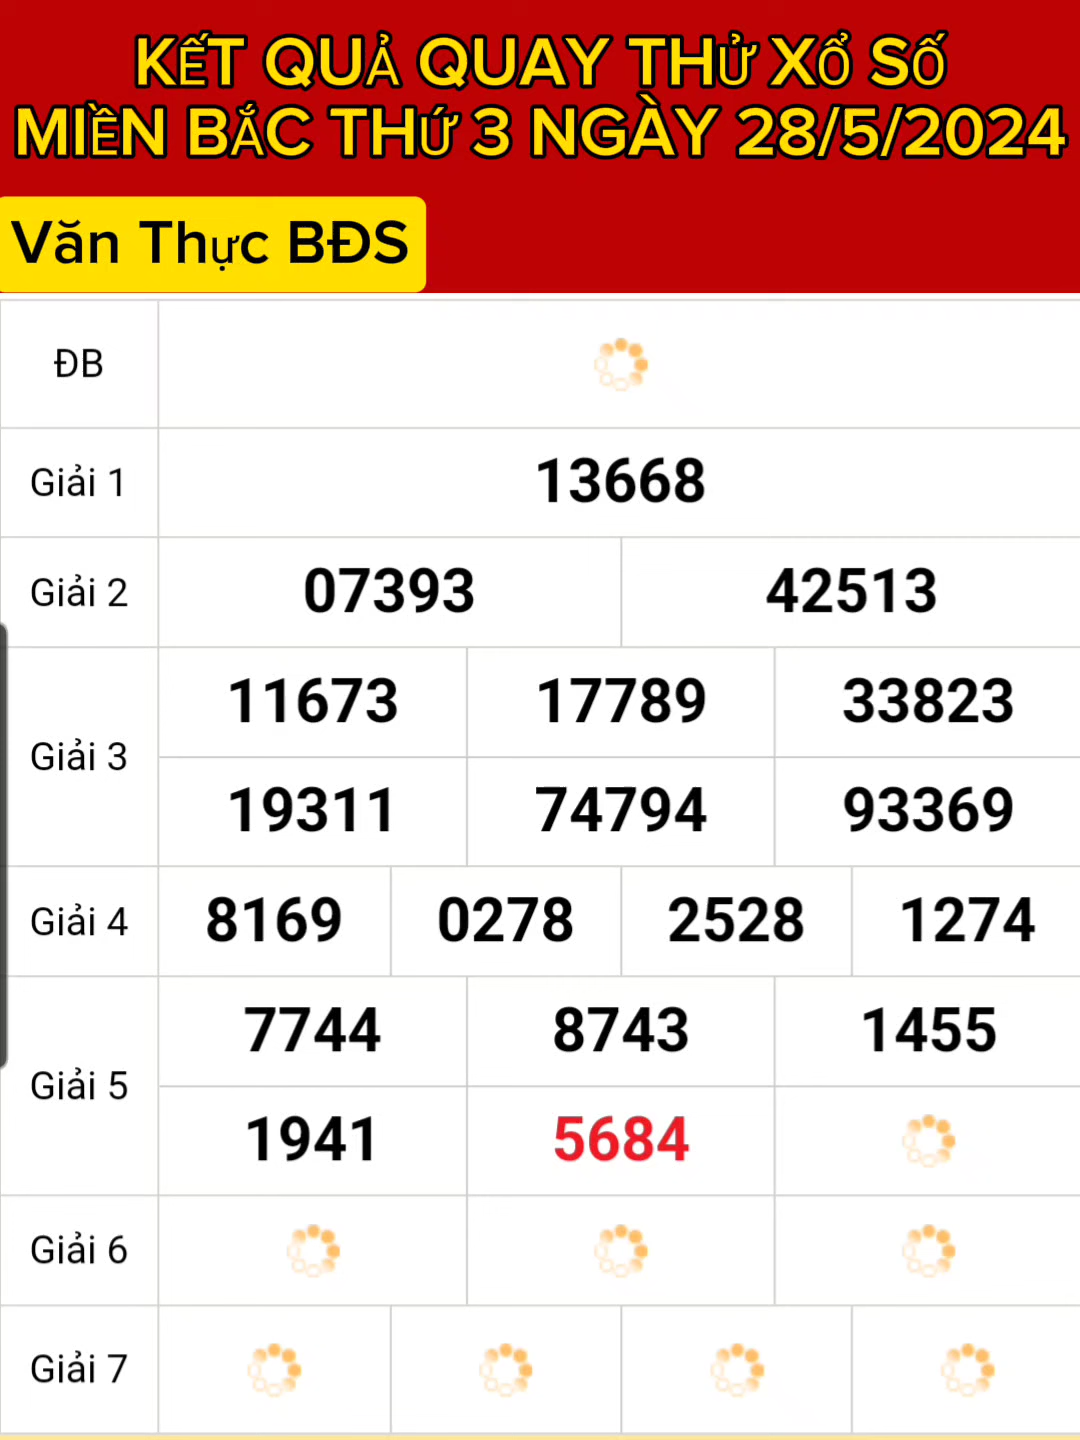 KẾT QUẢ QUAY THỬ XỔ SỐ
MIỀN BẮC THỨ 3 NGÀY 28/5/2024
Văn Thực BĐS
ĐB
Giải 1 13668
Giải 2 07393 42513
Giải 3
11673 17789 33823
19311 74794 93369
Giải 4 8169 0278 2528 1274
Giải 5
7744 8743 1455
1941 5684
Giải 6
Giải 7